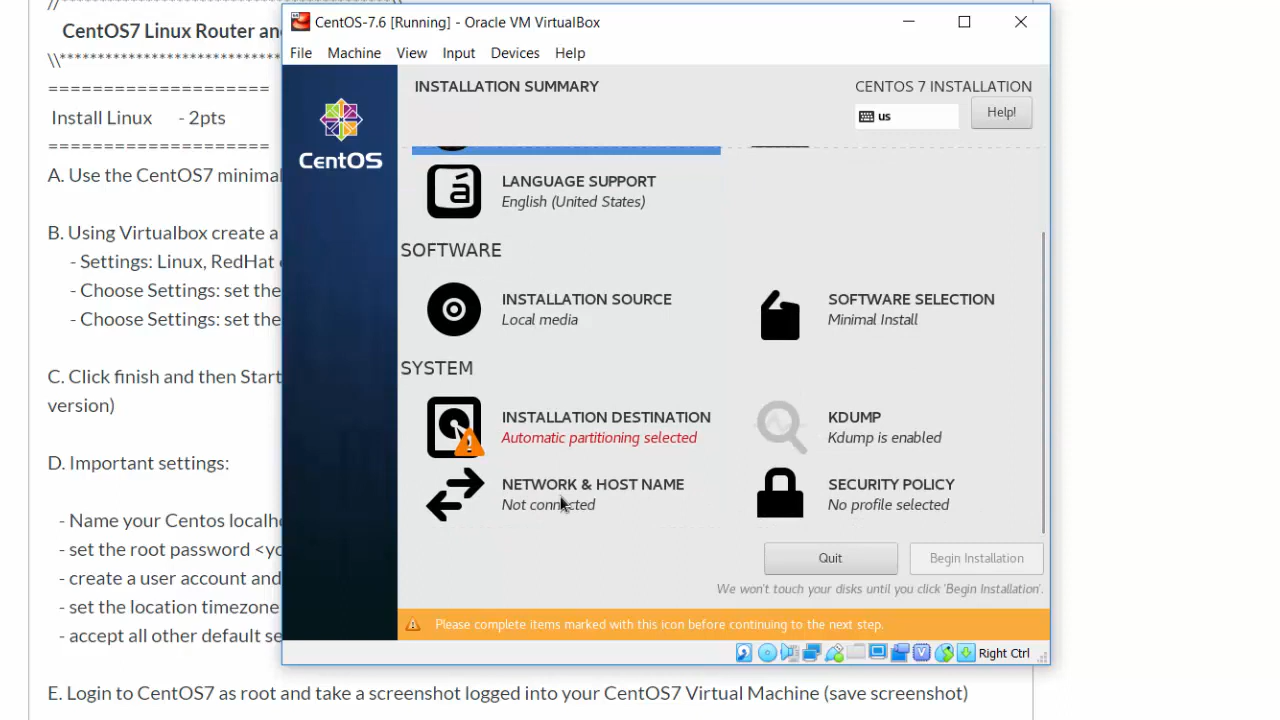 //***********************************\\
CentOS7 Linux Router and
\\*************************
====================
Install Linux - 2pts
====================
A. Use the CentOS7 minimal
B. Using Virtualbox create a
- Settings: Linux, RedHat
- Choose Settings: set the
- Choose Settings: set the
C. Click finish and then Start
version)
D. Important settings:
- Name your Centos localho
- set the root password <yo
- create a user account and
- set the location timezone
- accept all other default se
E. Login to CentOS7 as root and take a screenshot logged into your CentOS7 Virtual Machine (save screenshot)
CentOS-7.6 [Running] - Oracle VM VirtualBox
File Machine View Input Devices Help
CentOS
INSTALLATION SUMMARY
CENTOS 7 INSTALLATION
us
Help!
á
LANGUAGE SUPPORT
English (United States)
SOFTWARE
INSTALLATION SOURCE
Local media
SOFTWARE SELECTION
Minimal Install
SYSTEM
INSTALLATION DESTINATION
Automatic partitioning selected
KDUMP
Kdump is enabled
NETWORK & HOST NAME
Not connected
SECURITY POLICY
No profile selected
Quit
Begin Installation
We won't touch your disks until you click 'Begin Installation'.
Please complete items marked with this icon before continuing to the next step.
Right Ctrl